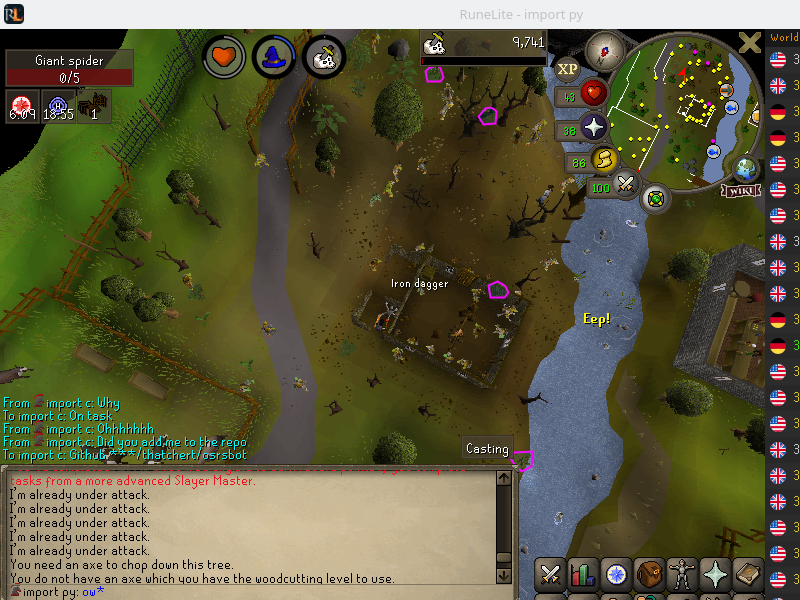 RuneLite - import py
World
Giant spider
0/5
6:09
18:55
1
9,741
XP
43
38
86
100
WIKI
Iron dagger
Eep!
From import c: Why
To import c: On task
From import c: Ohhhhhhh
From import c: Did you add me to the repo
To import c: Github****/thatchert/osrsbot
Casting
tasks from a more advanced Slayer Master.
I'm already under attack.
I'm already under attack.
I'm already under attack.
I'm already under attack.
I'm already under attack.
You need an axe to chop down this tree.
You do not have an axe which you have the woodcutting level to use.
import py: ow*